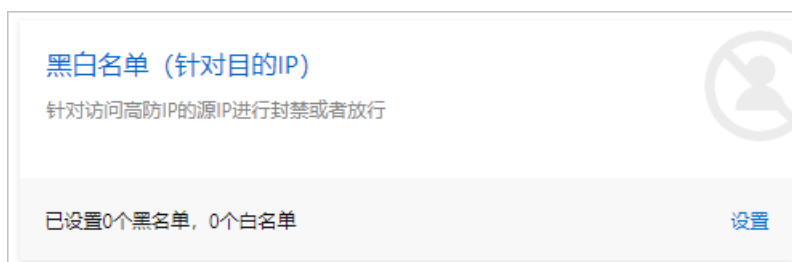 黑白名单（针对目的IP）
针对访问高防IP的源IP进行封禁或者放行
已设置0个黑名单，0个白名单
设置